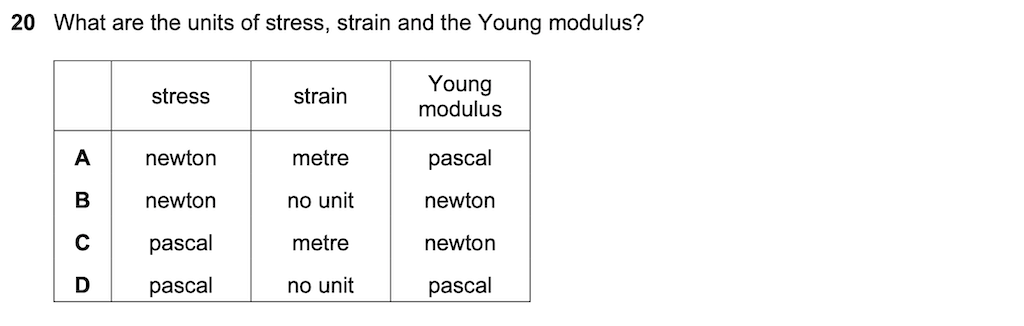 20 What are the units of stress, strain and the Young modulus?
stress strain Young modulus
A newton metre pascal
B newton no unit newton
C pascal metre newton
D pascal no unit pascal